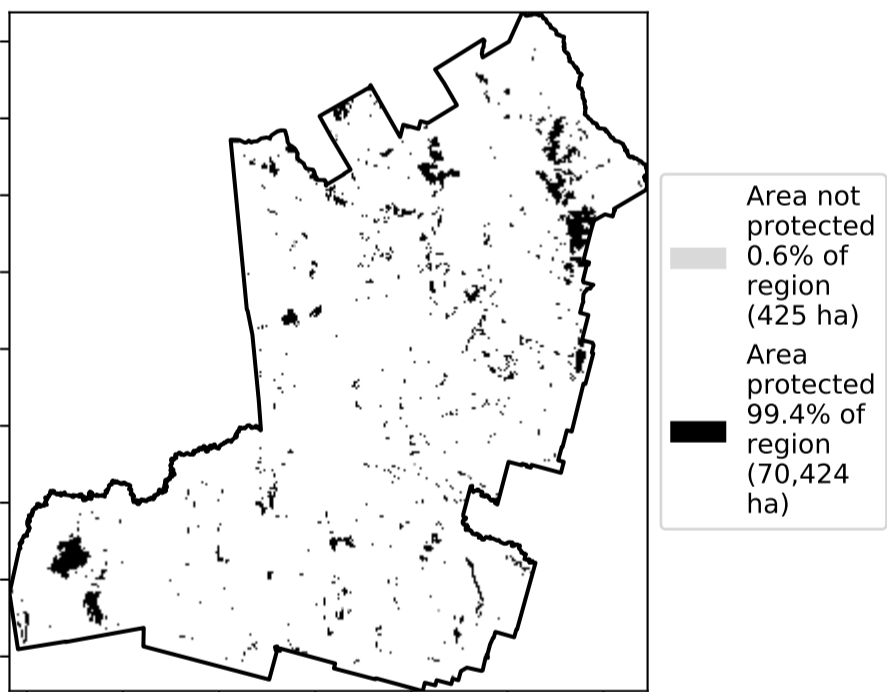 Area not
protected
0.6% of
region
(425 ha)
Area
protected
99.4% of
region
(70,424
ha)